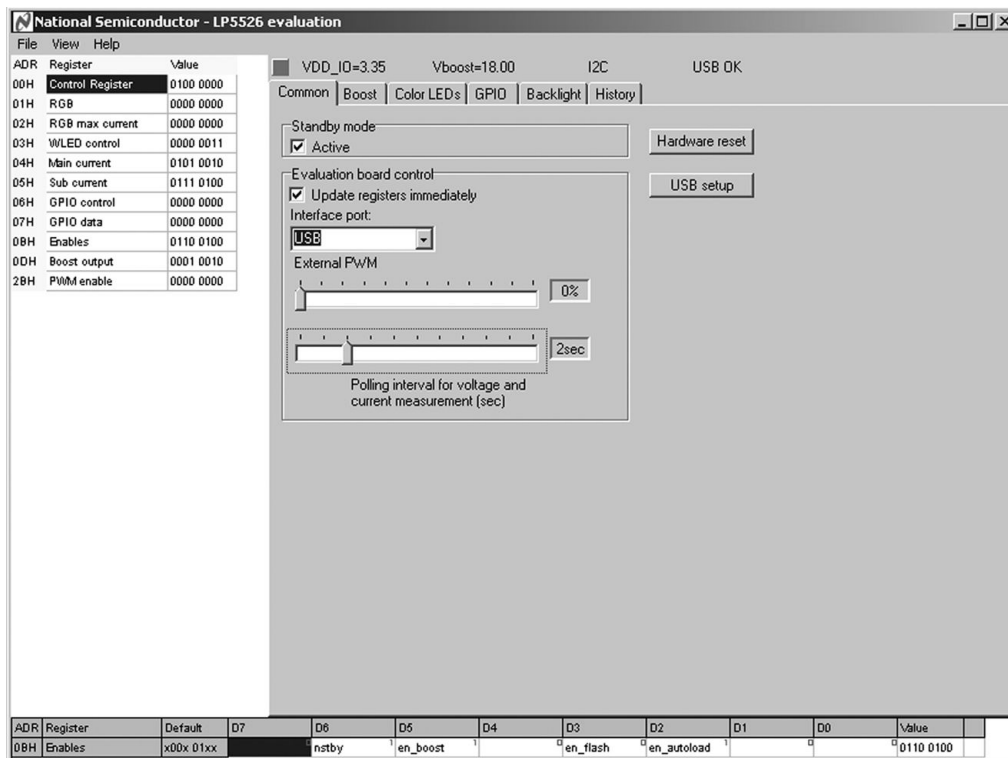 National Semiconductor - LP5526 evaluation
File View Help
ADR Register Value
00H Control Register 0100 0000
01H RGB 0000 0000
02H RGB max current 0000 0000
03H WLED control 0000 0011
04H Main current 0101 0010
05H Sub current 0111 0100
06H GPIO control 0000 0000
07H GPIO data 0000 0000
0BH Enables 0110 0100
0DH Boost output 0001 0010
2BH PWM enable 0000 0000
VDD_IO=3.35 Vboost=18.00 I2C USB OK
Common Boost Color LEDs GPIO Backlight History
Standby mode
Active
Hardware reset
Evaluation board control
Update registers immediately
USB setup
Interface port:
USB
External PWM
0%
2sec
Polling interval for voltage and
current measurement (sec)
ADR Register Default D7 D6 D5 D4 D3 D2 D1 D0 Value
0BH Enables x00x 01xx 0 nstby 1 en_boost 1 0 en_flash 0 en_autoload 1 0 0 0110 0100